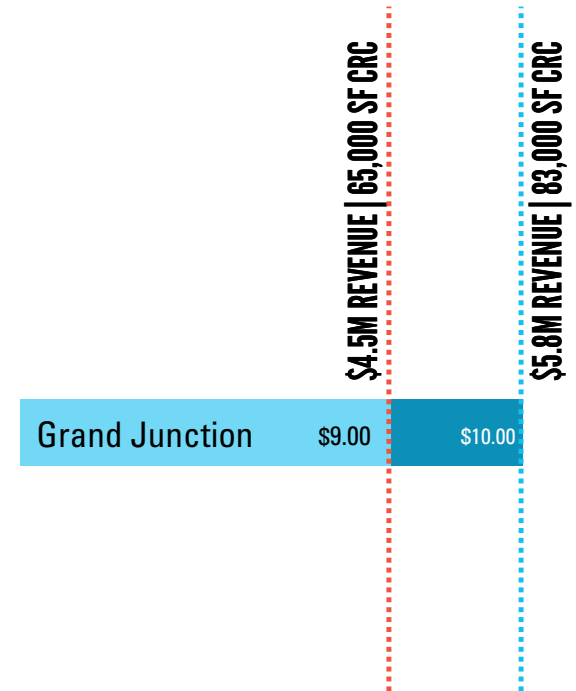 $4.5M REVENUE | 65,000 SF CRC
$5.8M REVENUE | 83,000 SF CRC
Grand Junction $9.00 $10.00